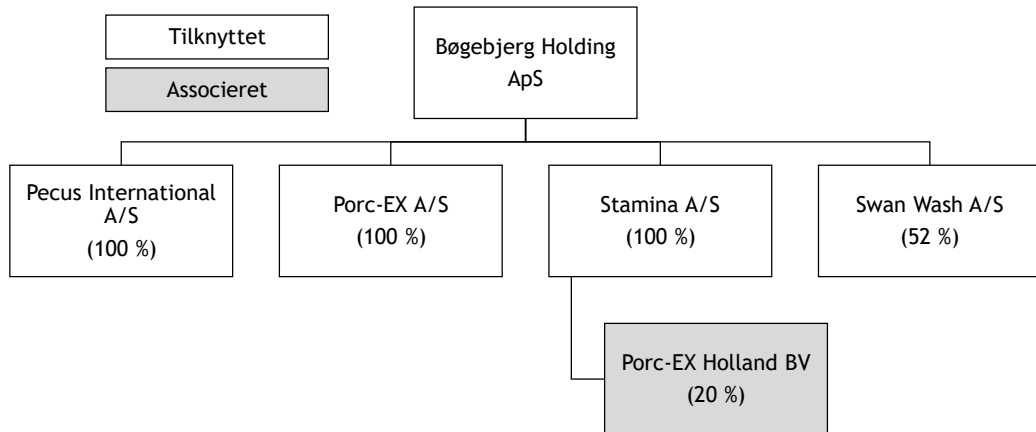 Tilknyttet
Associeret
Bøgebjerg Holding
ApS
Pecus International
A/S
(100 %)
Porc-EX A/S
(100 %)
Stamina A/S
(100 %)
Swan Wash A/S
(52 %)
Porc-EX Holland BV
(20 %)